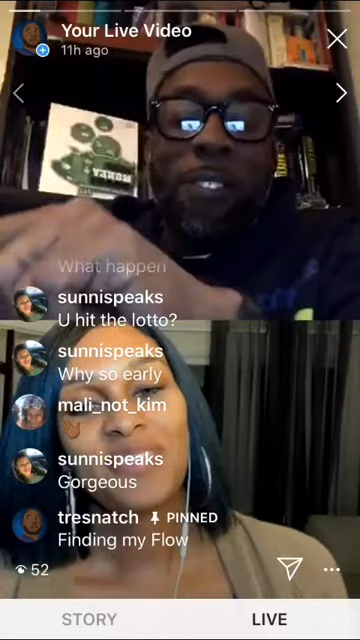 Your Live Video
11h ago
What happen
sunnispeaks
U hit the lotto?
sunnispeaks
Why so early
mali_not_kim
sunnispeaks
Gorgeous
tresnatch PINNED
Finding my Flow
52
STORY LIVE